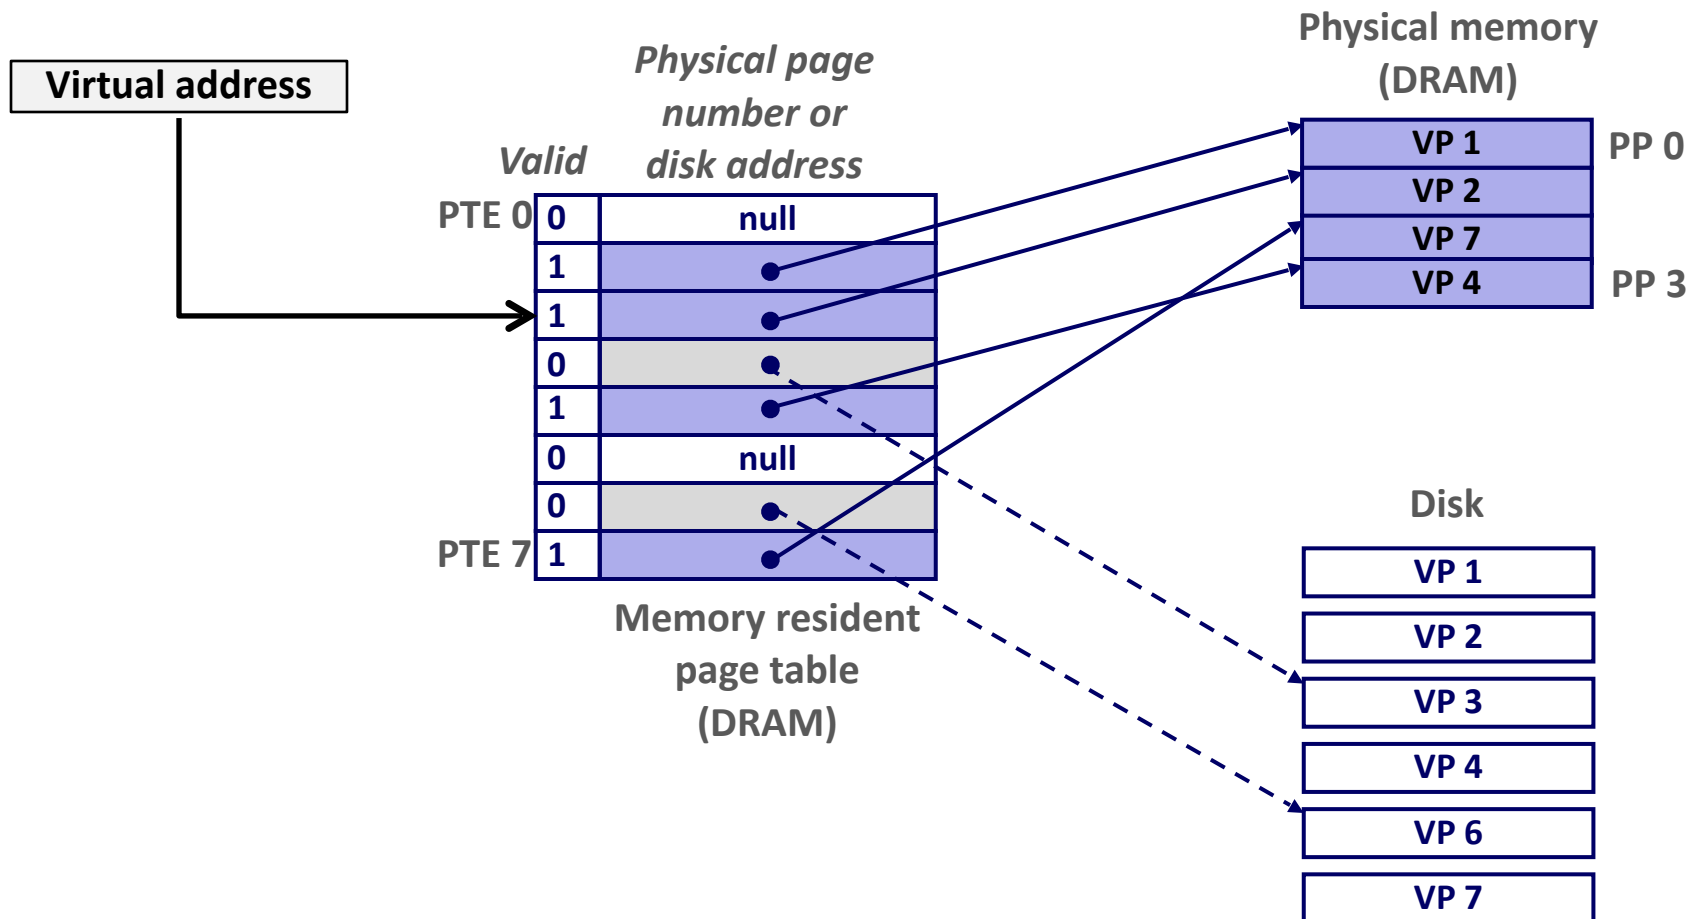 Virtual address
Physical page
number or
disk address
Valid
PTE 0
0
null
1
1
0
1
0
null
0
PTE 7
1
Memory resident
page table
(DRAM)
Physical memory
(DRAM)
VP 1
PP 0
VP 2
VP 7
VP 4
PP 3
Disk
VP 1
VP 2
VP 3
VP 4
VP 6
VP 7